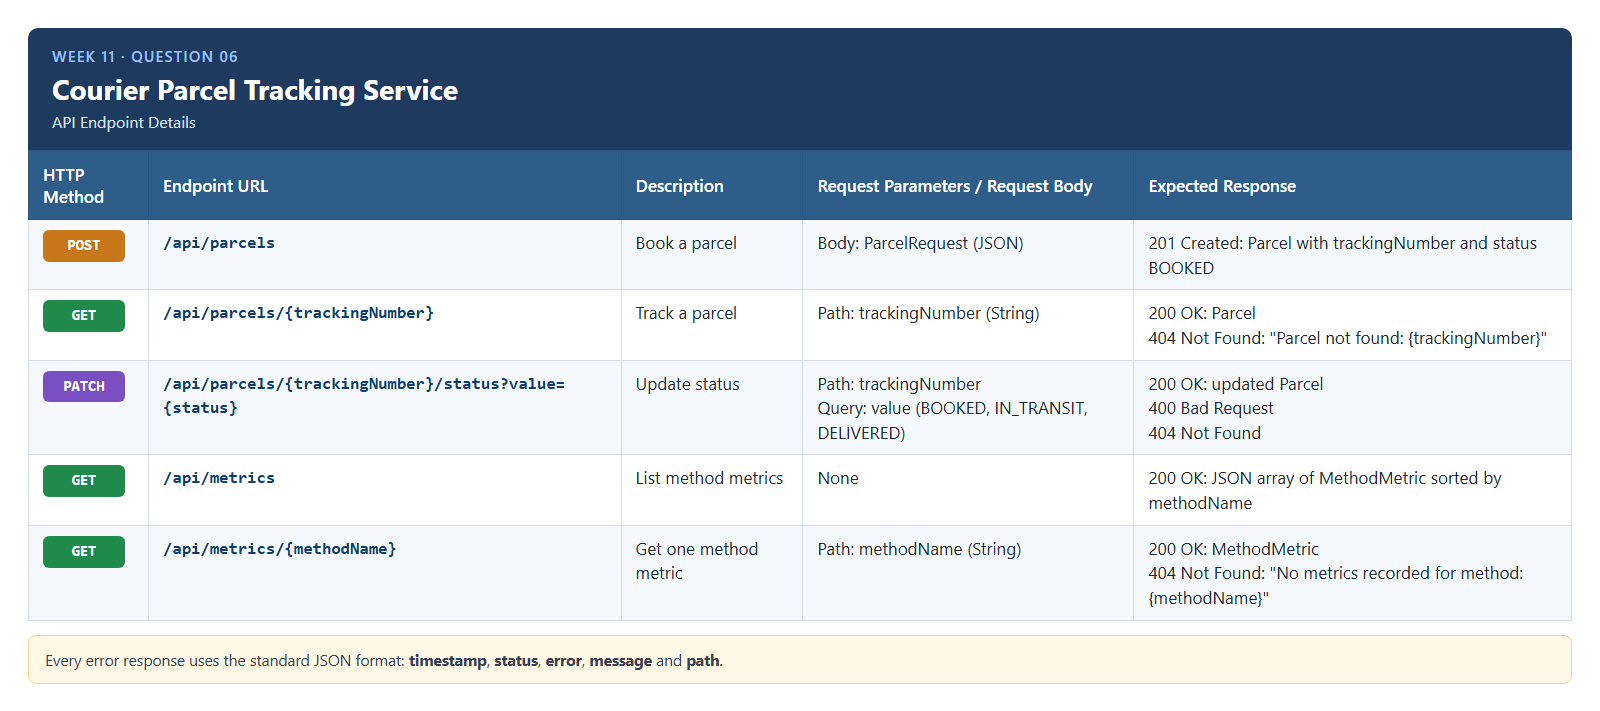 WEEK 11 · QUESTION 06
Courier Parcel Tracking Service
API Endpoint Details
HTTP Method
Endpoint URL
Description
Request Parameters / Request Body
Expected Response
POST
/api/parcels
Book a parcel
Body: ParcelRequest (JSON)
201 Created: Parcel with trackingNumber and status
BOOKED
GET
/api/parcels/{trackingNumber}
Track a parcel
Path: trackingNumber (String)
200 OK: Parcel
404 Not Found: "Parcel not found: {trackingNumber}"
PATCH
/api/parcels/{trackingNumber}/status?value=
{status}
Update status
Path: trackingNumber
Query: value (BOOKED, IN_TRANSIT,
DELIVERED)
200 OK: updated Parcel
400 Bad Request
404 Not Found
GET
/api/metrics
List method metrics
None
200 OK: JSON array of MethodMetric sorted by
methodName
GET
/api/metrics/{methodName}
Get one method
metric
Path: methodName (String)
200 OK: MethodMetric
404 Not Found: "No metrics recorded for method:
{methodName}"
Every error response uses the standard JSON format: timestamp, status, error, message and path.